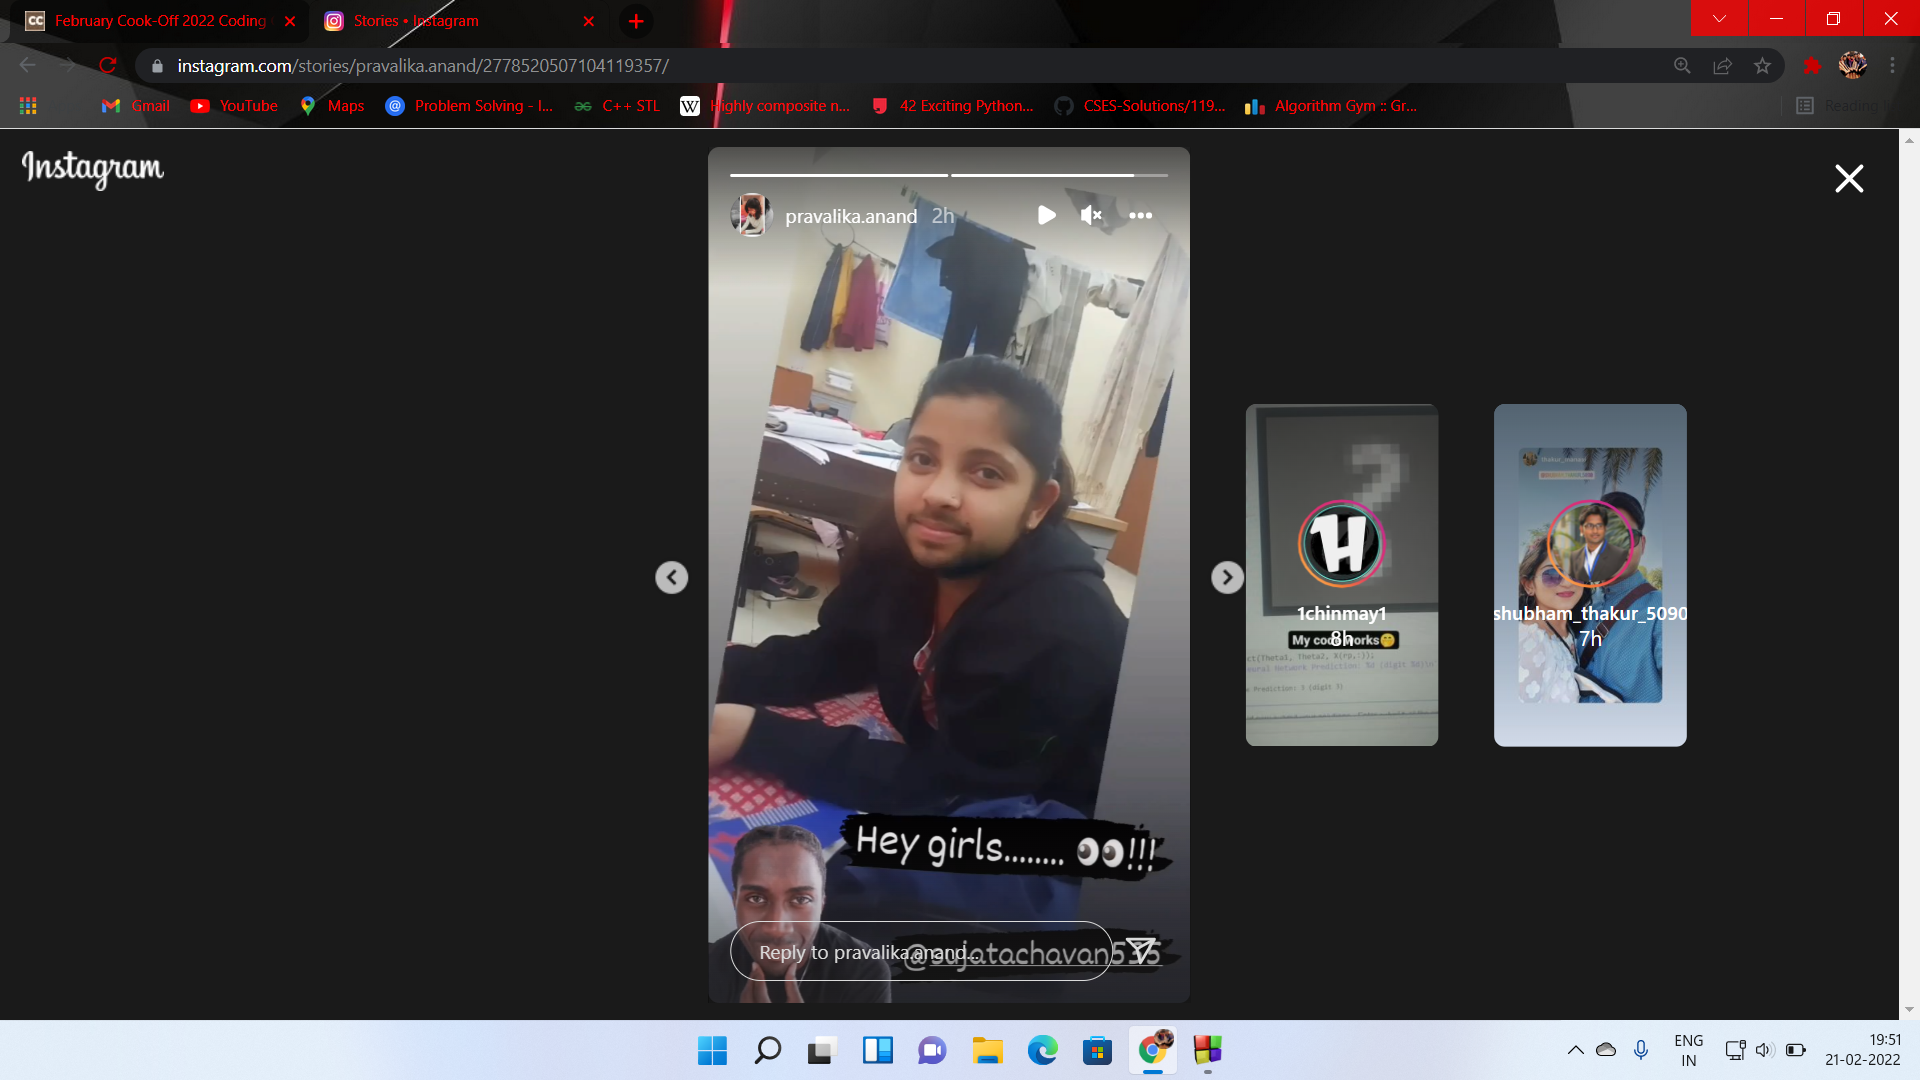 February Cook-Off 2022 Coding
Stories • Instagram
instagram.com/stories/pravalika.anand/2778520507104119357/
Gmail
YouTube
Maps
Problem Solving - I...
C++ STL
Highly composite n...
42 Exciting Python...
CSES-Solutions/119...
Algorithm Gym :: Gr...
Reading
Instagram
pravalika.anand 2h
1chinmay1
8h
My code works🤭
shubham_thakur_5090
7h
Hey girls........ 👀!!!
Reply to pravalika.anand...
@sujatachavan535
ENG
IN
19:51
21-02-2022